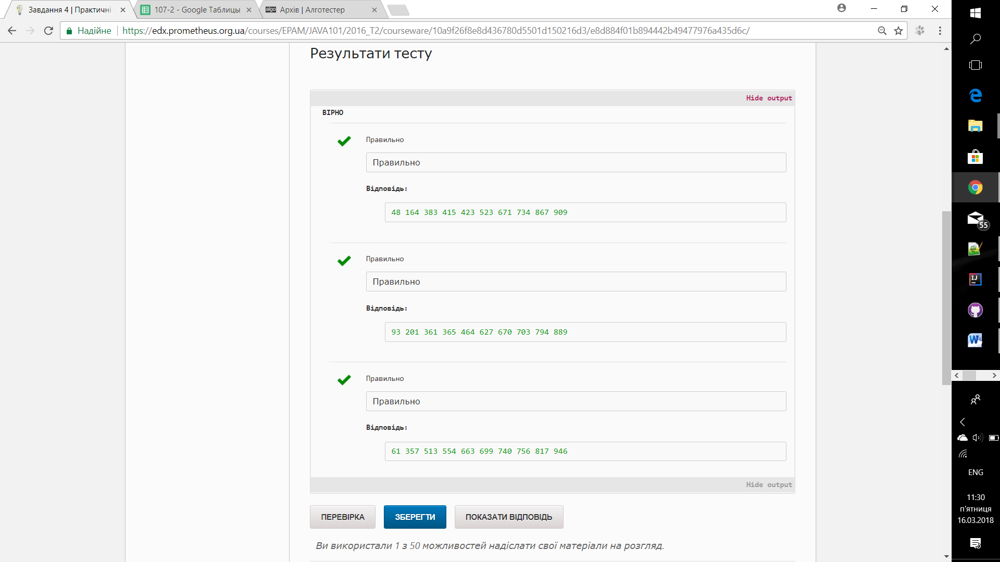 Завдання 4 | Практичні
107-2 - Google Таблицы
algo Архів | Алготестер
Надійне https://edx.prometheus.org.ua/courses/EPAM/JAVA101/2016_T2/courseware/10a9f26f8e8d436780d5501d150216d3/e8d884f01b894442b49477976a435d6c/
Результати тесту
Hide output
ВІРНО
Правильно
Правильно
Відповідь:
48 164 383 415 423 523 671 734 867 909
Правильно
Правильно
Відповідь:
93 201 361 365 464 627 670 703 794 889
Правильно
Правильно
Відповідь:
61 357 513 554 663 699 740 756 817 946
Hide output
ПЕРЕВІРКА
ЗБЕРЕГТИ
ПОКАЗАТИ ВІДПОВІДЬ
Ви використали 1 з 50 можливостей надіслати свої матеріали на розгляд.
55
IJ
W
ENG
11:30
п'ятниця
16.03.2018